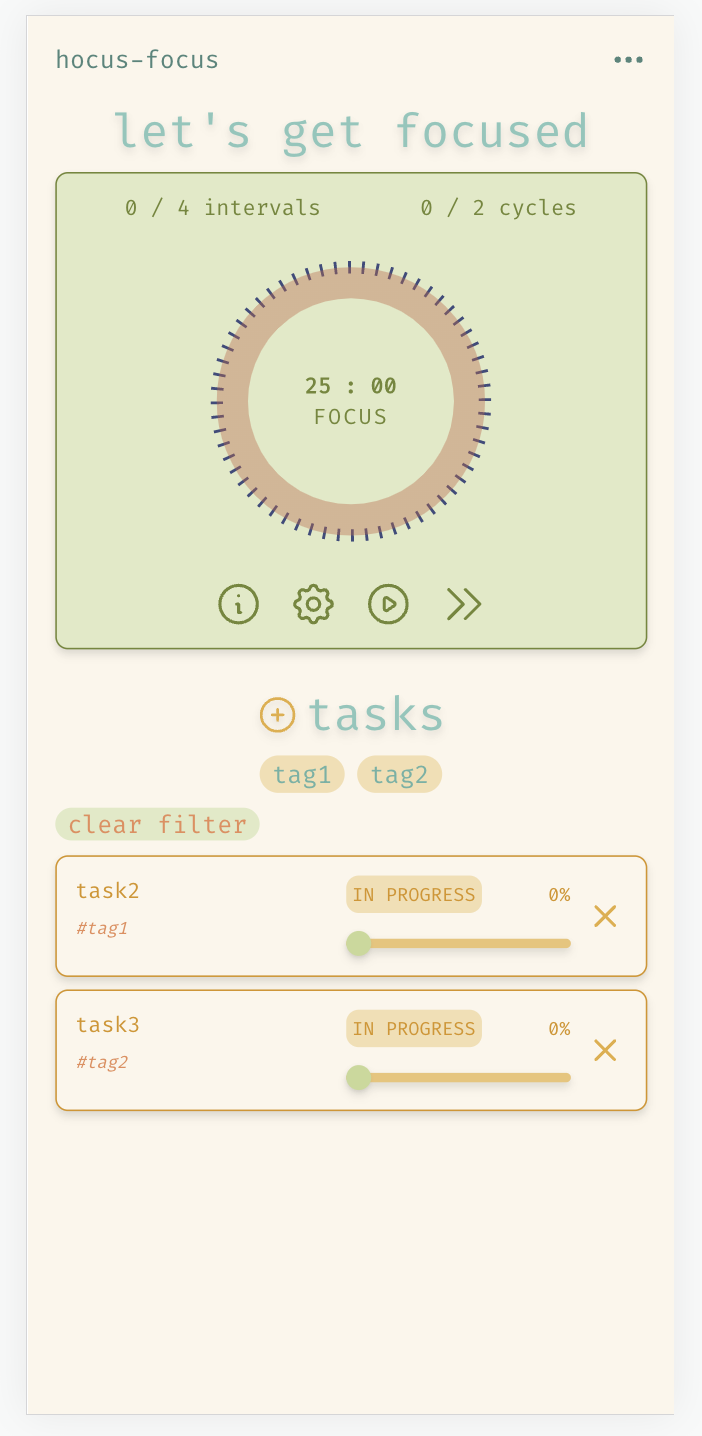 hocus-focus
let's get focused
0 / 4 intervals 0 / 2 cycles
25 : 00
FOCUS
tasks
tag1 tag2
clear filter
task2 IN PROGRESS 0%
#tag1
task3 IN PROGRESS 0%
#tag2